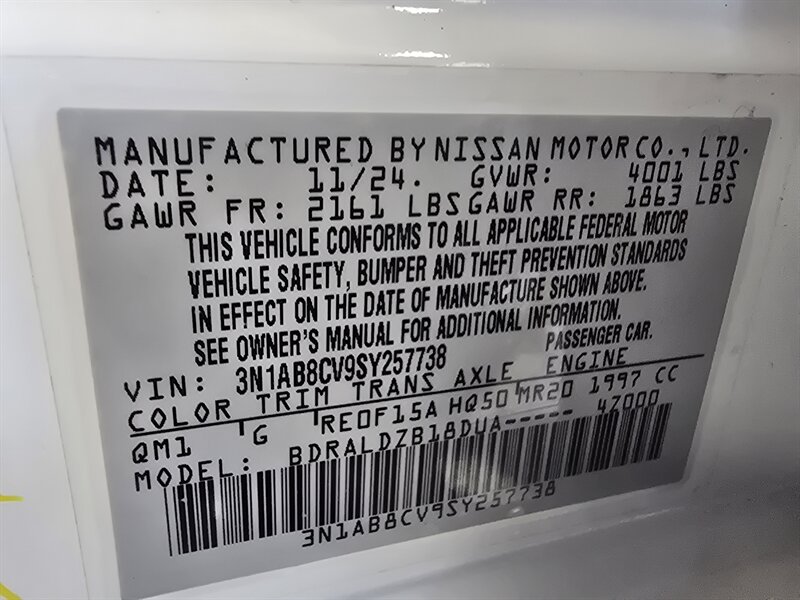 MANUFACTURED BY NISSAN MOTOR CO., LTD.
DATE: 11/24. GVWR: 4001 LBS
GAWR FR: 2161 LBS GAWR RR: 1863 LBS
THIS VEHICLE CONFORMS TO ALL APPLICABLE FEDERAL MOTOR
VEHICLE SAFETY, BUMPER AND THEFT PREVENTION STANDARDS
IN EFFECT ON THE DATE OF MANUFACTURE SHOWN ABOVE.
SEE OWNER'S MANUAL FOR ADDITIONAL INFORMATION.
VIN: 3N1AB8CV9SY257738 PASSENGER CAR.
COLOR TRIM TRANS AXLE ENGINE
QM1 G RE0F15A HQ50 MR20 1997 CC
MODEL: BDRALDZB18DUA----- 47000
3N1AB8CV9SY257738